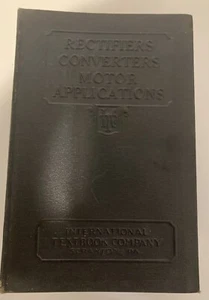 RECTIFIERS
CONVERTERS
MOTOR
APPLICATIONS
INTERNATIONAL
TEXTBOOK COMPANY